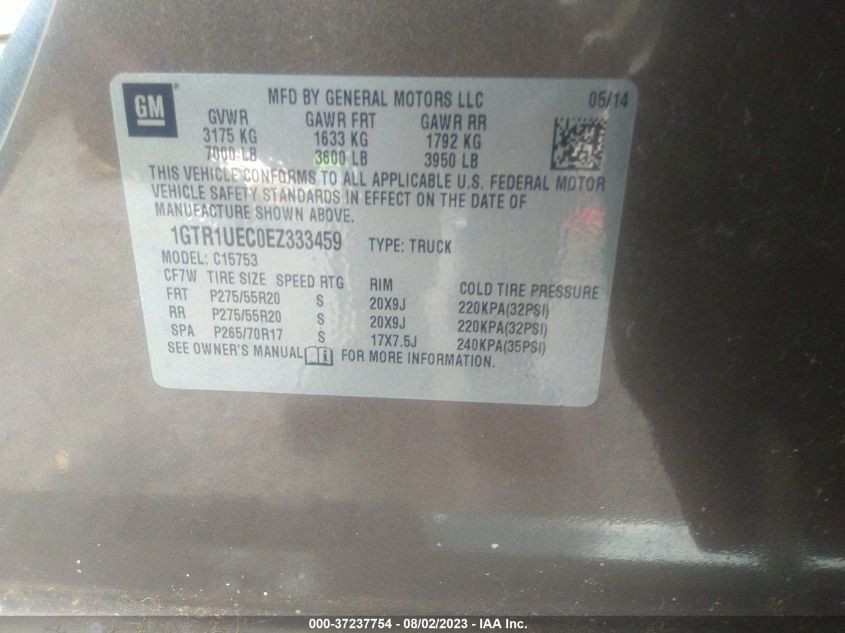 GM
MFD BY GENERAL MOTORS LLC 05/14
GVWR GAWR FRT GAWR RR
3175 KG 1633 KG 1792 KG
7000 LB 3600 LB 3950 LB
THIS VEHICLE CONFORMS TO ALL APPLICABLE U.S. FEDERAL MOTOR
VEHICLE SAFETY STANDARDS IN EFFECT ON THE DATE OF
MANUFACTURE SHOWN ABOVE.
1GTR1UEC0EZ333459 TYPE: TRUCK
MODEL: C15753
CF7W TIRE SIZE SPEED RTG RIM COLD TIRE PRESSURE
FRT P275/55R20 S 20X9J 220KPA(32PSI)
RR P275/55R20 S 20X9J 220KPA(32PSI)
SPA P265/70R17 S 17X7.5J 240KPA(35PSI)
SEE OWNER'S MANUAL FOR MORE INFORMATION.
000-37237754 - 08/02/2023 - IAA Inc.